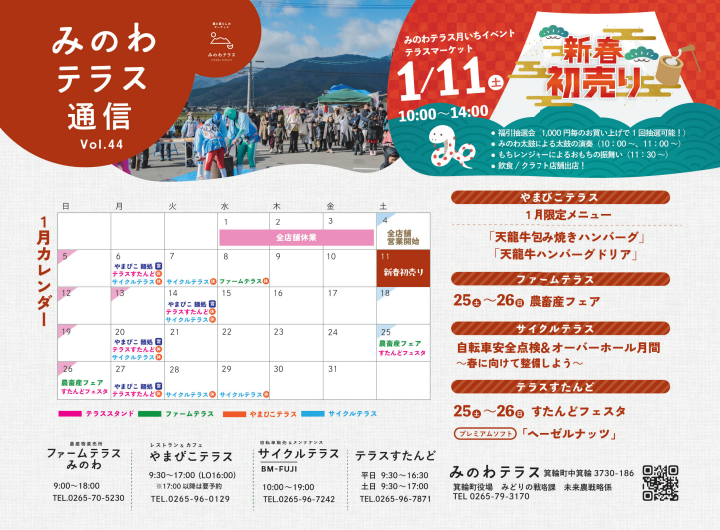 みのわ
テラス
通信
Vol.44
みのわテラス
みのわテラス月いちイベント
テラスマーケット
1/11土
10:00〜14:00
新春
初売り
● 福引抽選会（1,000円毎のお買い上げで1回抽選可能！）
● みのわ太鼓による太鼓の演奏（10：00〜、11：00〜）
● もちレンジャーによるおもちの振舞い（11：30〜）
● 飲食/クラフト店舗出店！
1月カレンダー
日 月 火 水 木 金 土
1 2 3 4
全店舗休業
全店舗
営業開始
5 6 7 8 9 10 11
やまびこ 麺処 営
テラスすたんど 休
サイクルテラス 休
サイクルテラス 休
ファームテラス 休
新春初売り
12 13 14 15 16 17 18
やまびこ 麺処 営
テラスすたんど 休
サイクルテラス 休
19 20 21 22 23 24 25
やまびこ 麺処 営
テラスすたんど 休
サイクルテラス 休
農畜産フェア
すたんどフェスタ
26 27 28 29 30 31
農畜産フェア
すたんどフェスタ
やまびこ 麺処 営
テラスすたんど 休
サイクルテラス 休
サイクルテラス 休
テラススタンド ファームテラス やまびこテラス サイクルテラス
やまびこテラス
1月限定メニュー
「天龍牛包み焼きハンバーグ」
「天龍牛ハンバーグドリア」
ファームテラス
25土〜26日 農畜産フェア
サイクルテラス
自転車安全点検&オーバーホール月間
〜春に向けて整備しよう〜
テラスすたんど
25土〜26日 すたんどフェスタ
プレミアムソフト「ヘーゼルナッツ」
農産物直売所
ファームテラス
みのわ
9:00〜18:00
TEL.0265-70-5230
レストラン＆カフェ
やまびこテラス
9:30〜17:00（LO16:00）
※17:00以降は要予約
TEL.0265-96-0129
自転車販売＆メンテナンス
サイクルテラス
BM-FUJI
10:00〜19:00
TEL.0265-96-7242
テラスすたんど
平日 9:30〜16:30
土日 9:30〜17:00
TEL.0265-96-7871
みのわテラス 箕輪町中箕輪 3730-186
箕輪町役場 みどりの戦略課 未来農戦略係
TEL 0265-79-3170